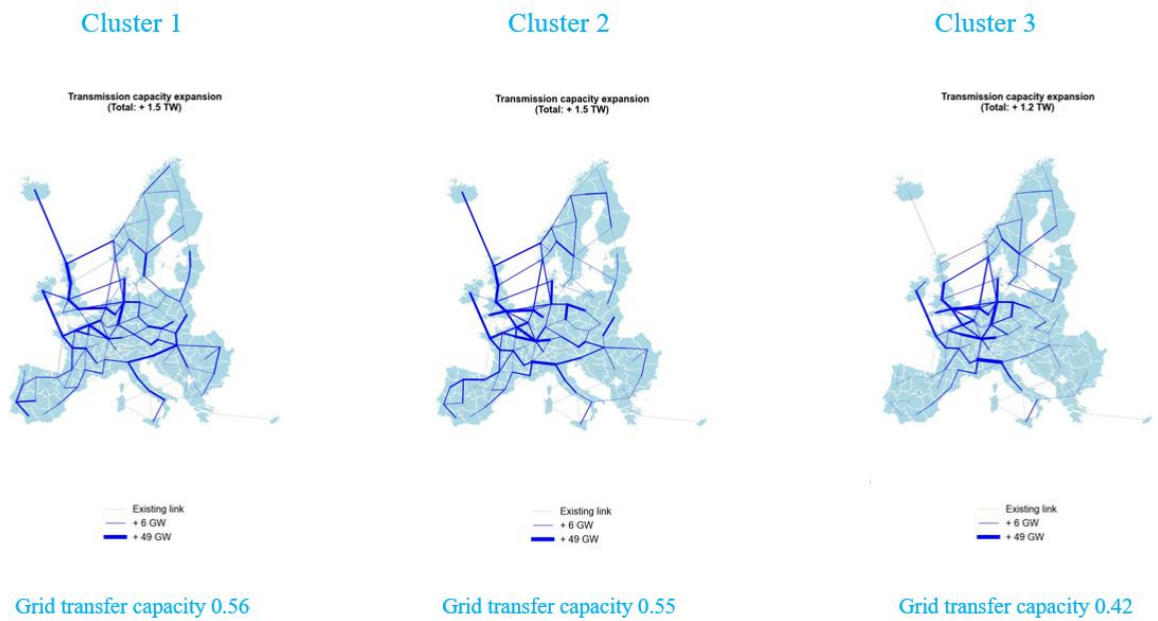 Cluster 1
Transmission capacity expansion
(Total: + 1.5 TW)
Existing link
+ 6 GW
+ 49 GW
Grid transfer capacity 0.56
Cluster 2
Transmission capacity expansion
(Total: + 1.5 TW)
Existing link
+ 6 GW
+ 49 GW
Grid transfer capacity 0.55
Cluster 3
Transmission capacity expansion
(Total: + 1.2 TW)
Existing link
+ 6 GW
+ 49 GW
Grid transfer capacity 0.42